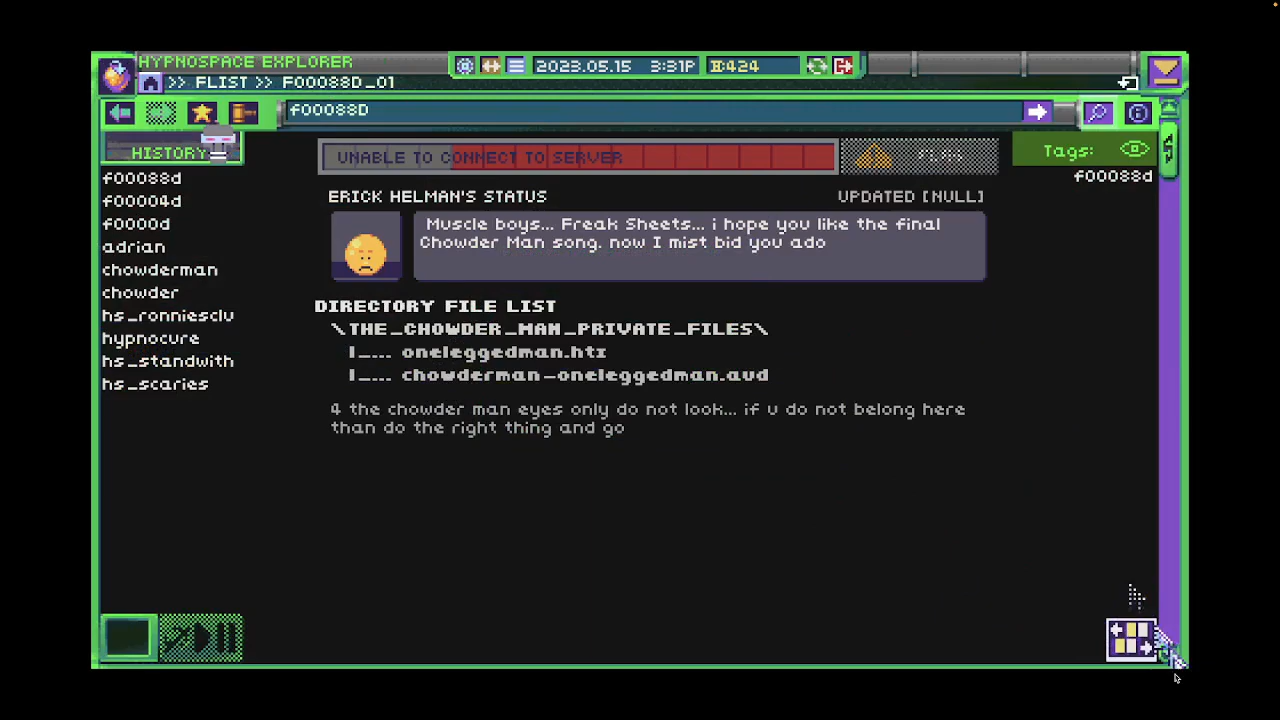 HYPNOSPACE EXPLORER
2023.05.15 3:31P
424
>> FLIST >> F00088D_01
f00088D
HISTORY
f00088d
f00004d
f0000d
adrian
chowderman
chowder
hs_ronniesclu
hypnocure
hs_standwith
hs_scaries
UNABLE TO CONNECT TO SERVER
Tags:
f00088d
ERICK HELMAN'S STATUS
UPDATED [NULL]
Muscle boys... Freak Sheets... i hope you like the final
Chowder Man song. now I mist bid you ado
DIRECTORY FILE LIST
\THE_CHOWDER_MAN_PRIVATE_FILES\
|_... oneleggedman.htx
|_... chowderman-oneleggedman.avd
4 the chowder man eyes only do not look... if u do not belong here
than do the right thing and go